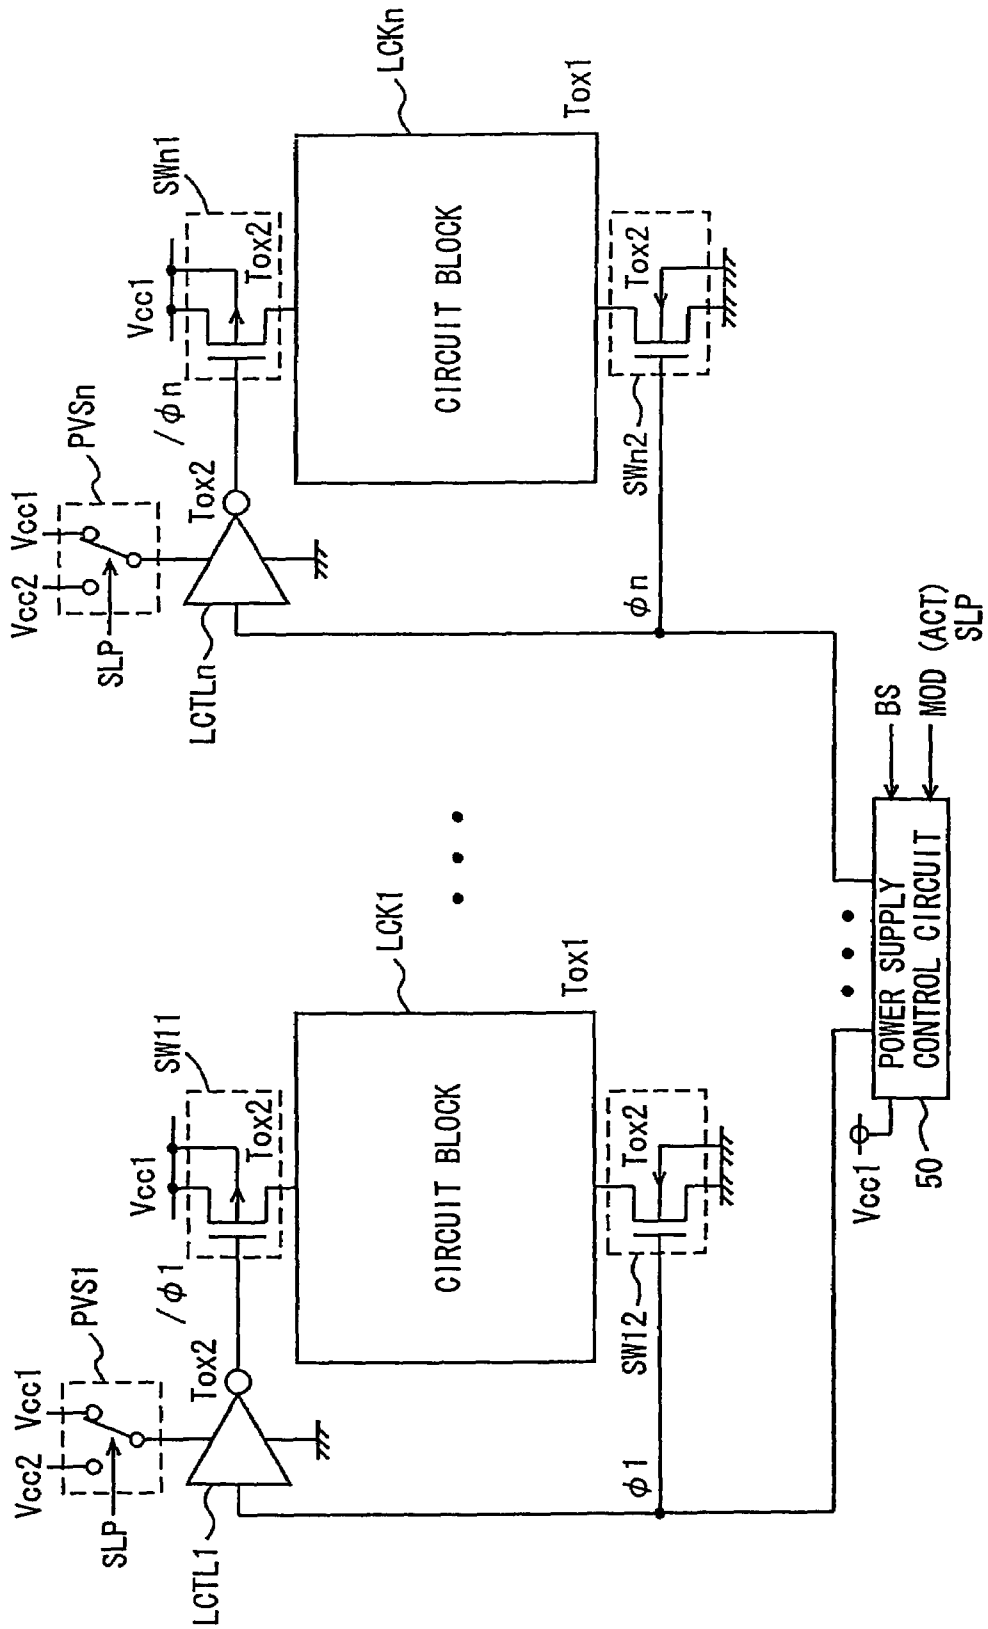 Vcc2
Vcc1
PVS1
SLP
LCTL1
Tox2
/φ1
Vcc1
SW11
Tox2
LCK1
CIRCUIT BLOCK
Tox1
φ1
SW12
Tox2
Vcc2
Vcc1
PVSn
SLP
LCTLn
Tox2
/φn
Vcc1
SWn1
Tox2
LCKn
CIRCUIT BLOCK
Tox1
φn
SWn2
Tox2
Vcc1
50
POWER SUPPLY
CONTROL CIRCUIT
BS
MOD (ACT)
SLP